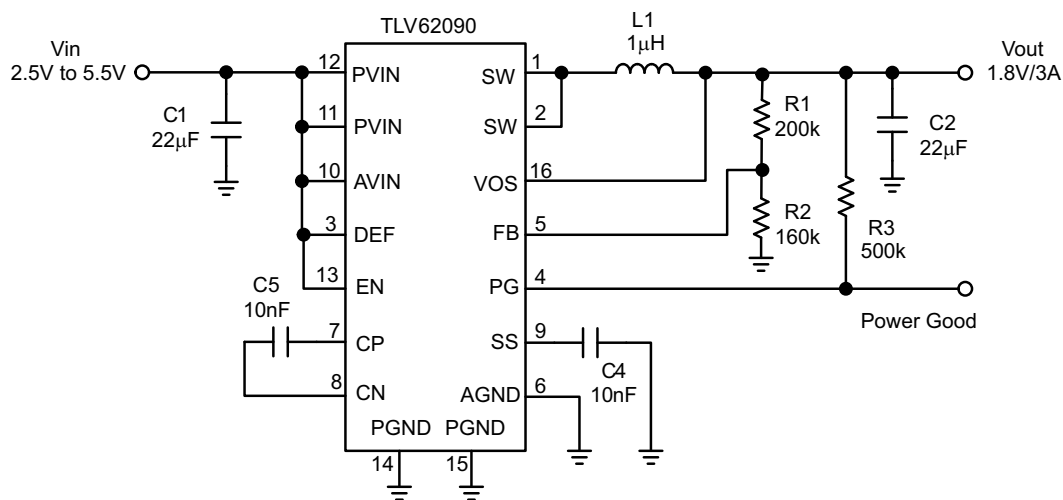 TLV62090
Vin
2.5V to 5.5V
C1
22μF
12
PVIN
11
PVIN
10
AVIN
3
DEF
13
EN
C5
10nF
7
CP
8
CN
PGND
14
PGND
15
1
SW
2
SW
16
VOS
5
FB
4
PG
9
SS
6
AGND
C4
10nF
L1
1μH
R1
200k
R2
160k
R3
500k
C2
22μF
Vout
1.8V/3A
Power Good